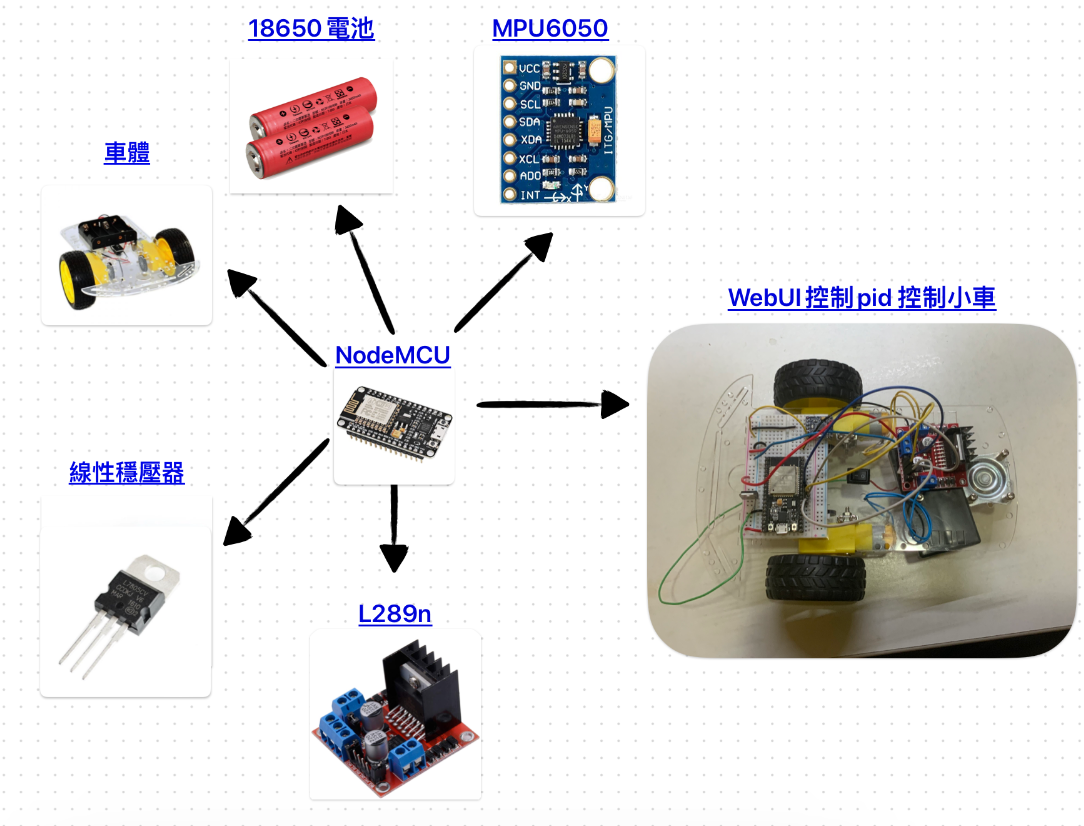 18650 電池
MPU6050
VCC
GND
SCL
SDA
XDA
XCL
ADO
INT
ITG/MPU
車體
WebUI 控制 pid 控制小車
NodeMCU
線性穩壓器
L7805CV
L289n